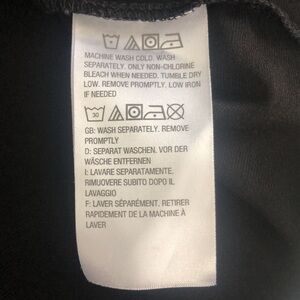 MACHINE WASH COLD. WASH
SEPARATELY. ONLY NON-CHLORINE
BLEACH WHEN NEEDED. TUMBLE DRY
LOW. REMOVE PROMPTLY. LOW IRON
IF NEEDED
30
GB: WASH SEPARATELY. REMOVE
PROMPTLY
D: SEPARAT WASCHEN. VOR DER
WÄSCHE ENTFERNEN
I: LAVARE SEPARATAMENTE.
RIMUOVERE SUBITO DOPO IL
LAVAGGIO
F: LAVER SÉPARÉMENT. RETIRER
RAPIDEMENT DE LA MACHINE À
LAVER